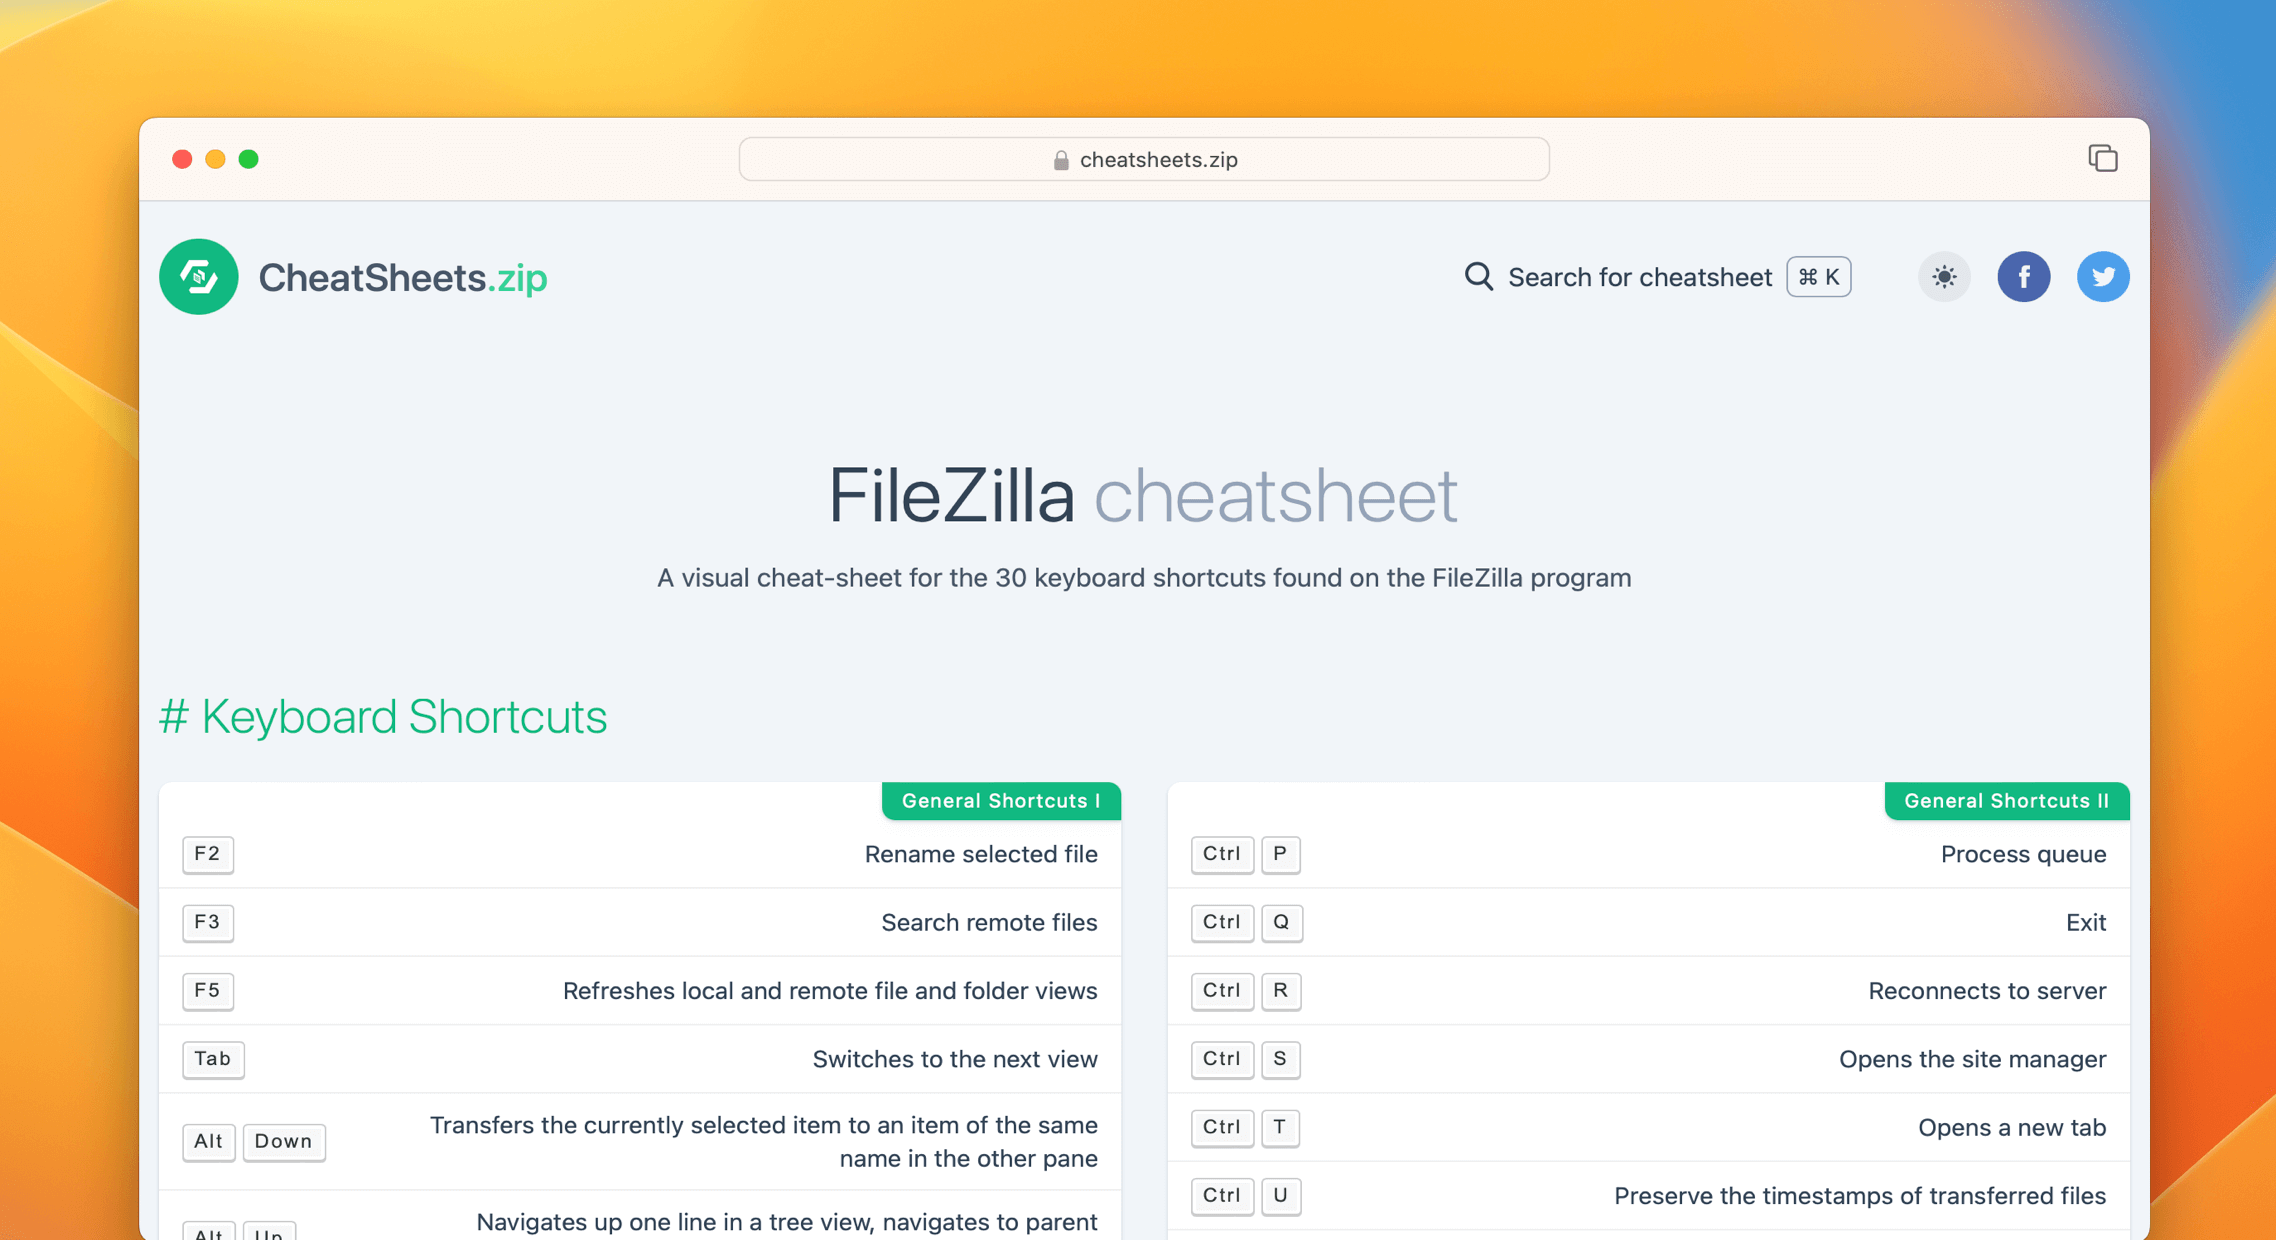 cheatsheets.zip
CheatSheets.zip
Search for cheatsheet ⌘ K
FileZilla cheatsheet
A visual cheat-sheet for the 30 keyboard shortcuts found on the FileZilla program
# Keyboard Shortcuts
General Shortcuts I
F2 Rename selected file
F3 Search remote files
F5 Refreshes local and remote file and folder views
Tab Switches to the next view
Alt Down Transfers the currently selected item to an item of the same
name in the other pane
Alt Up Navigates up one line in a tree view, navigates to parent
General Shortcuts II
Ctrl P Process queue
Ctrl Q Exit
Ctrl R Reconnects to server
Ctrl S Opens the site manager
Ctrl T Opens a new tab
Ctrl U Preserve the timestamps of transferred files